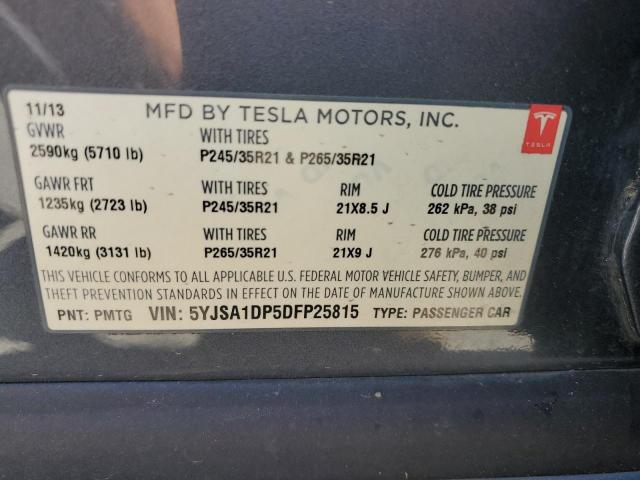 11/13 MFD BY TESLA MOTORS, INC.
TESLA
GVWR WITH TIRES
2590kg (5710 lb) P245/35R21 & P265/35R21
GAWR FRT RIM COLD TIRE PRESSURE
1235kg (2723 lb) P245/35R21 21X8.5 J 262 kPa, 38 psi
GAWR RR RIM COLD TIRE PRESSURE
1420kg (3131 lb) P265/35R21 21X9 J 276 kPa, 40 psi
THIS VEHICLE CONFORMS TO ALL APPLICABLE U.S. FEDERAL MOTOR VEHICLE SAFETY, BUMPER, AND
THEFT PREVENTION STANDARDS IN EFFECT ON THE DATE OF MANUFACTURE SHOWN ABOVE.
PNT: PMTG VIN: 5YJSA1DP5DFP25815 TYPE: PASSENGER CAR